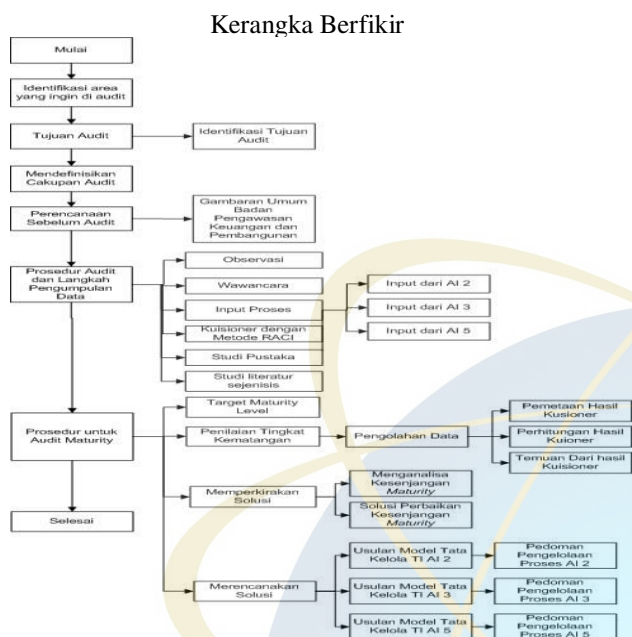 Kerangka Berfikir
Mulai
Identifikasi area
yang ingin di audit
Tujuan Audit
Identifikasi Tujuan
Audit
Mendefinisikan
Cakupan Audit
Perencanaan
Sebelum Audit
Gambaran Umum
Badan
Pengawasan
Keuangan dan
Pembangunan
Prosedur Audit
dan Langkah
Pengumpulan
Data
Observasi
Wawancara
Input Proses
Kuisioner dengan
Metode RACI
Studi Pustaka
Studi literatur
sejenisis
Input dari AI 2
Input dari AI 3
Input dari AI 5
Prosedur untuk
Audit Maturity
Target Maturity
Level
Penilaian Tingkat
Kematangan
Pengolahan Data
Pemetaan Hasil
Kusioner
Perhitungan Hasil
Kuioner
Temuan Dari hasil
Kuisioner
Memperkirakan
Solusi
Menganalisa
Kesenjangan
Maturity
Solusi Perbaikan
Kesenjangan
Maturity
Selesai
Merencanakan
Solusi
Usulan Model Tata
Kelola TI AI 2
Pedoman
Pengelolaan
Proses AI 2
Usulan Model Tata
Kelola TI AI 3
Pedoman
Pengelolaan
Proses AI 3
Usulan Model Tata
Kelola TI AI 5
Pedoman
Pengelolaan
Proses AI 5